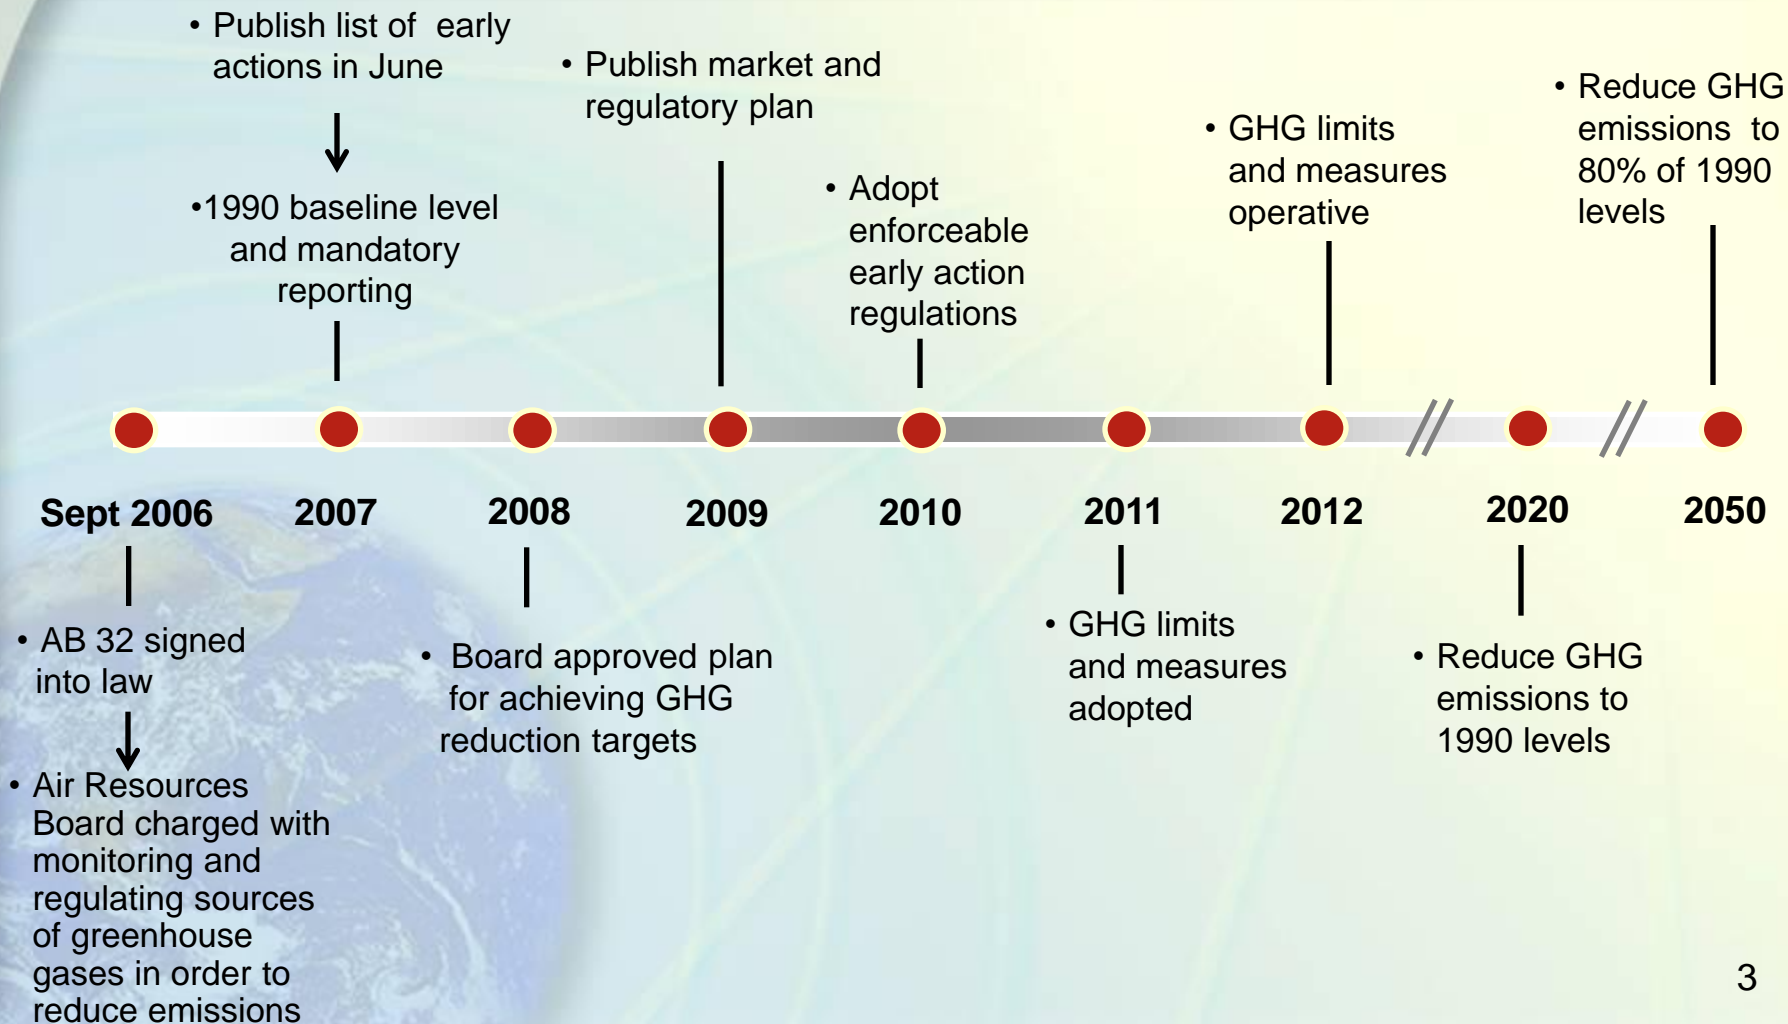 • Publish list of  early
actions in June
•1990 baseline level
and mandatory
reporting
• Publish market and
regulatory plan
• Adopt
enforceable
early action
regulations
• GHG limits
and measures
operative
• Reduce GHG
emissions  to
80% of 1990
levels
Sept 2006
2007
2008
2009
2010
2011
2012
2020
2050
• AB 32 signed
into law
• Air Resources
Board charged with
monitoring and
regulating sources
of greenhouse
gases in order to
reduce emissions
• Board approved plan
for achieving GHG
reduction targets
• GHG limits
and measures
adopted
• Reduce GHG
emissions to
1990 levels
3